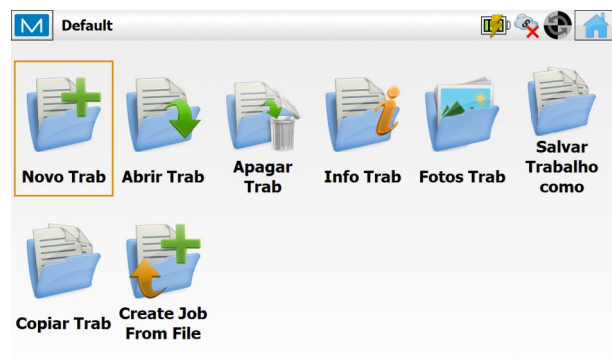 Default
Novo Trab
Abrir Trab
Apagar
Trab
Info Trab
Fotos Trab
Salvar
Trabalho
como
Copiar Trab
Create Job
From File